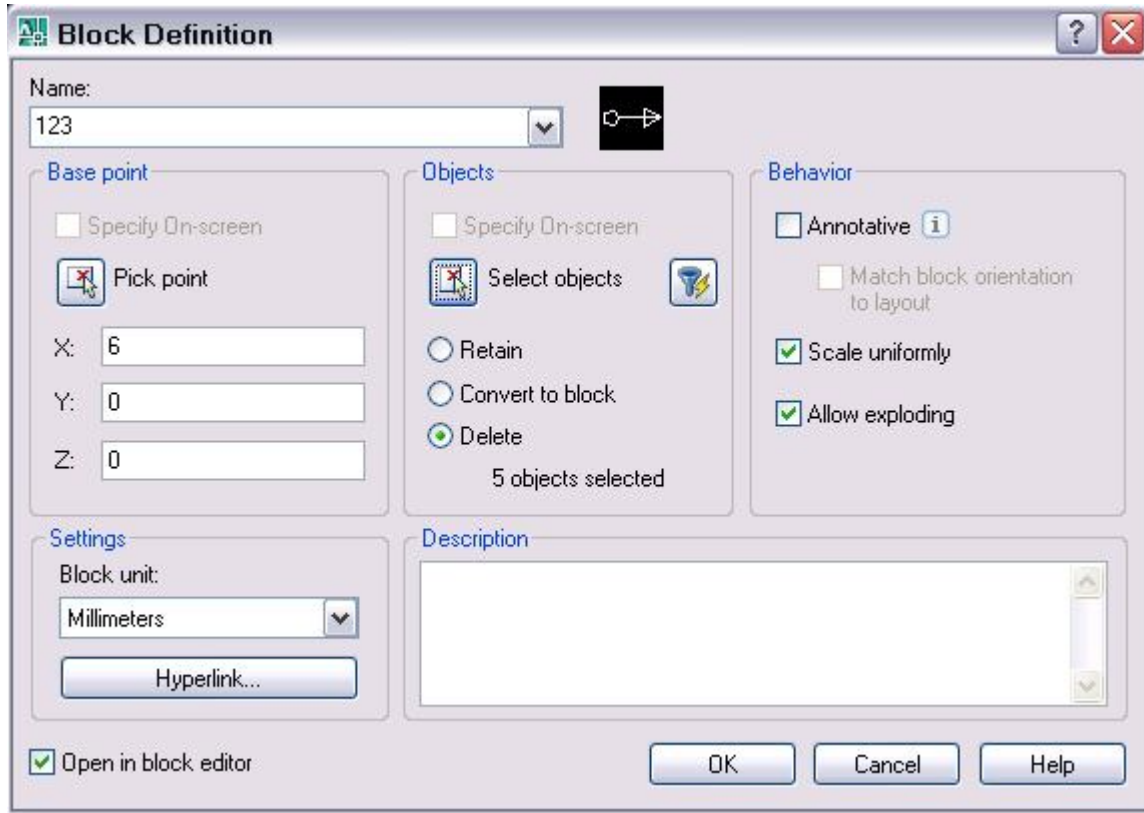 Block Definition
Name:
123
Base point
Specify On-screen
Pick point
X: 6
Y: 0
Z: 0
Objects
Specify On-screen
Select objects
Retain
Convert to block
Delete
5 objects selected
Behavior
Annotative i
Match block orientation
to layout
Scale uniformly
Allow exploding
Settings
Block unit:
Millimeters
Hyperlink...
Description
Open in block editor
OK Cancel Help